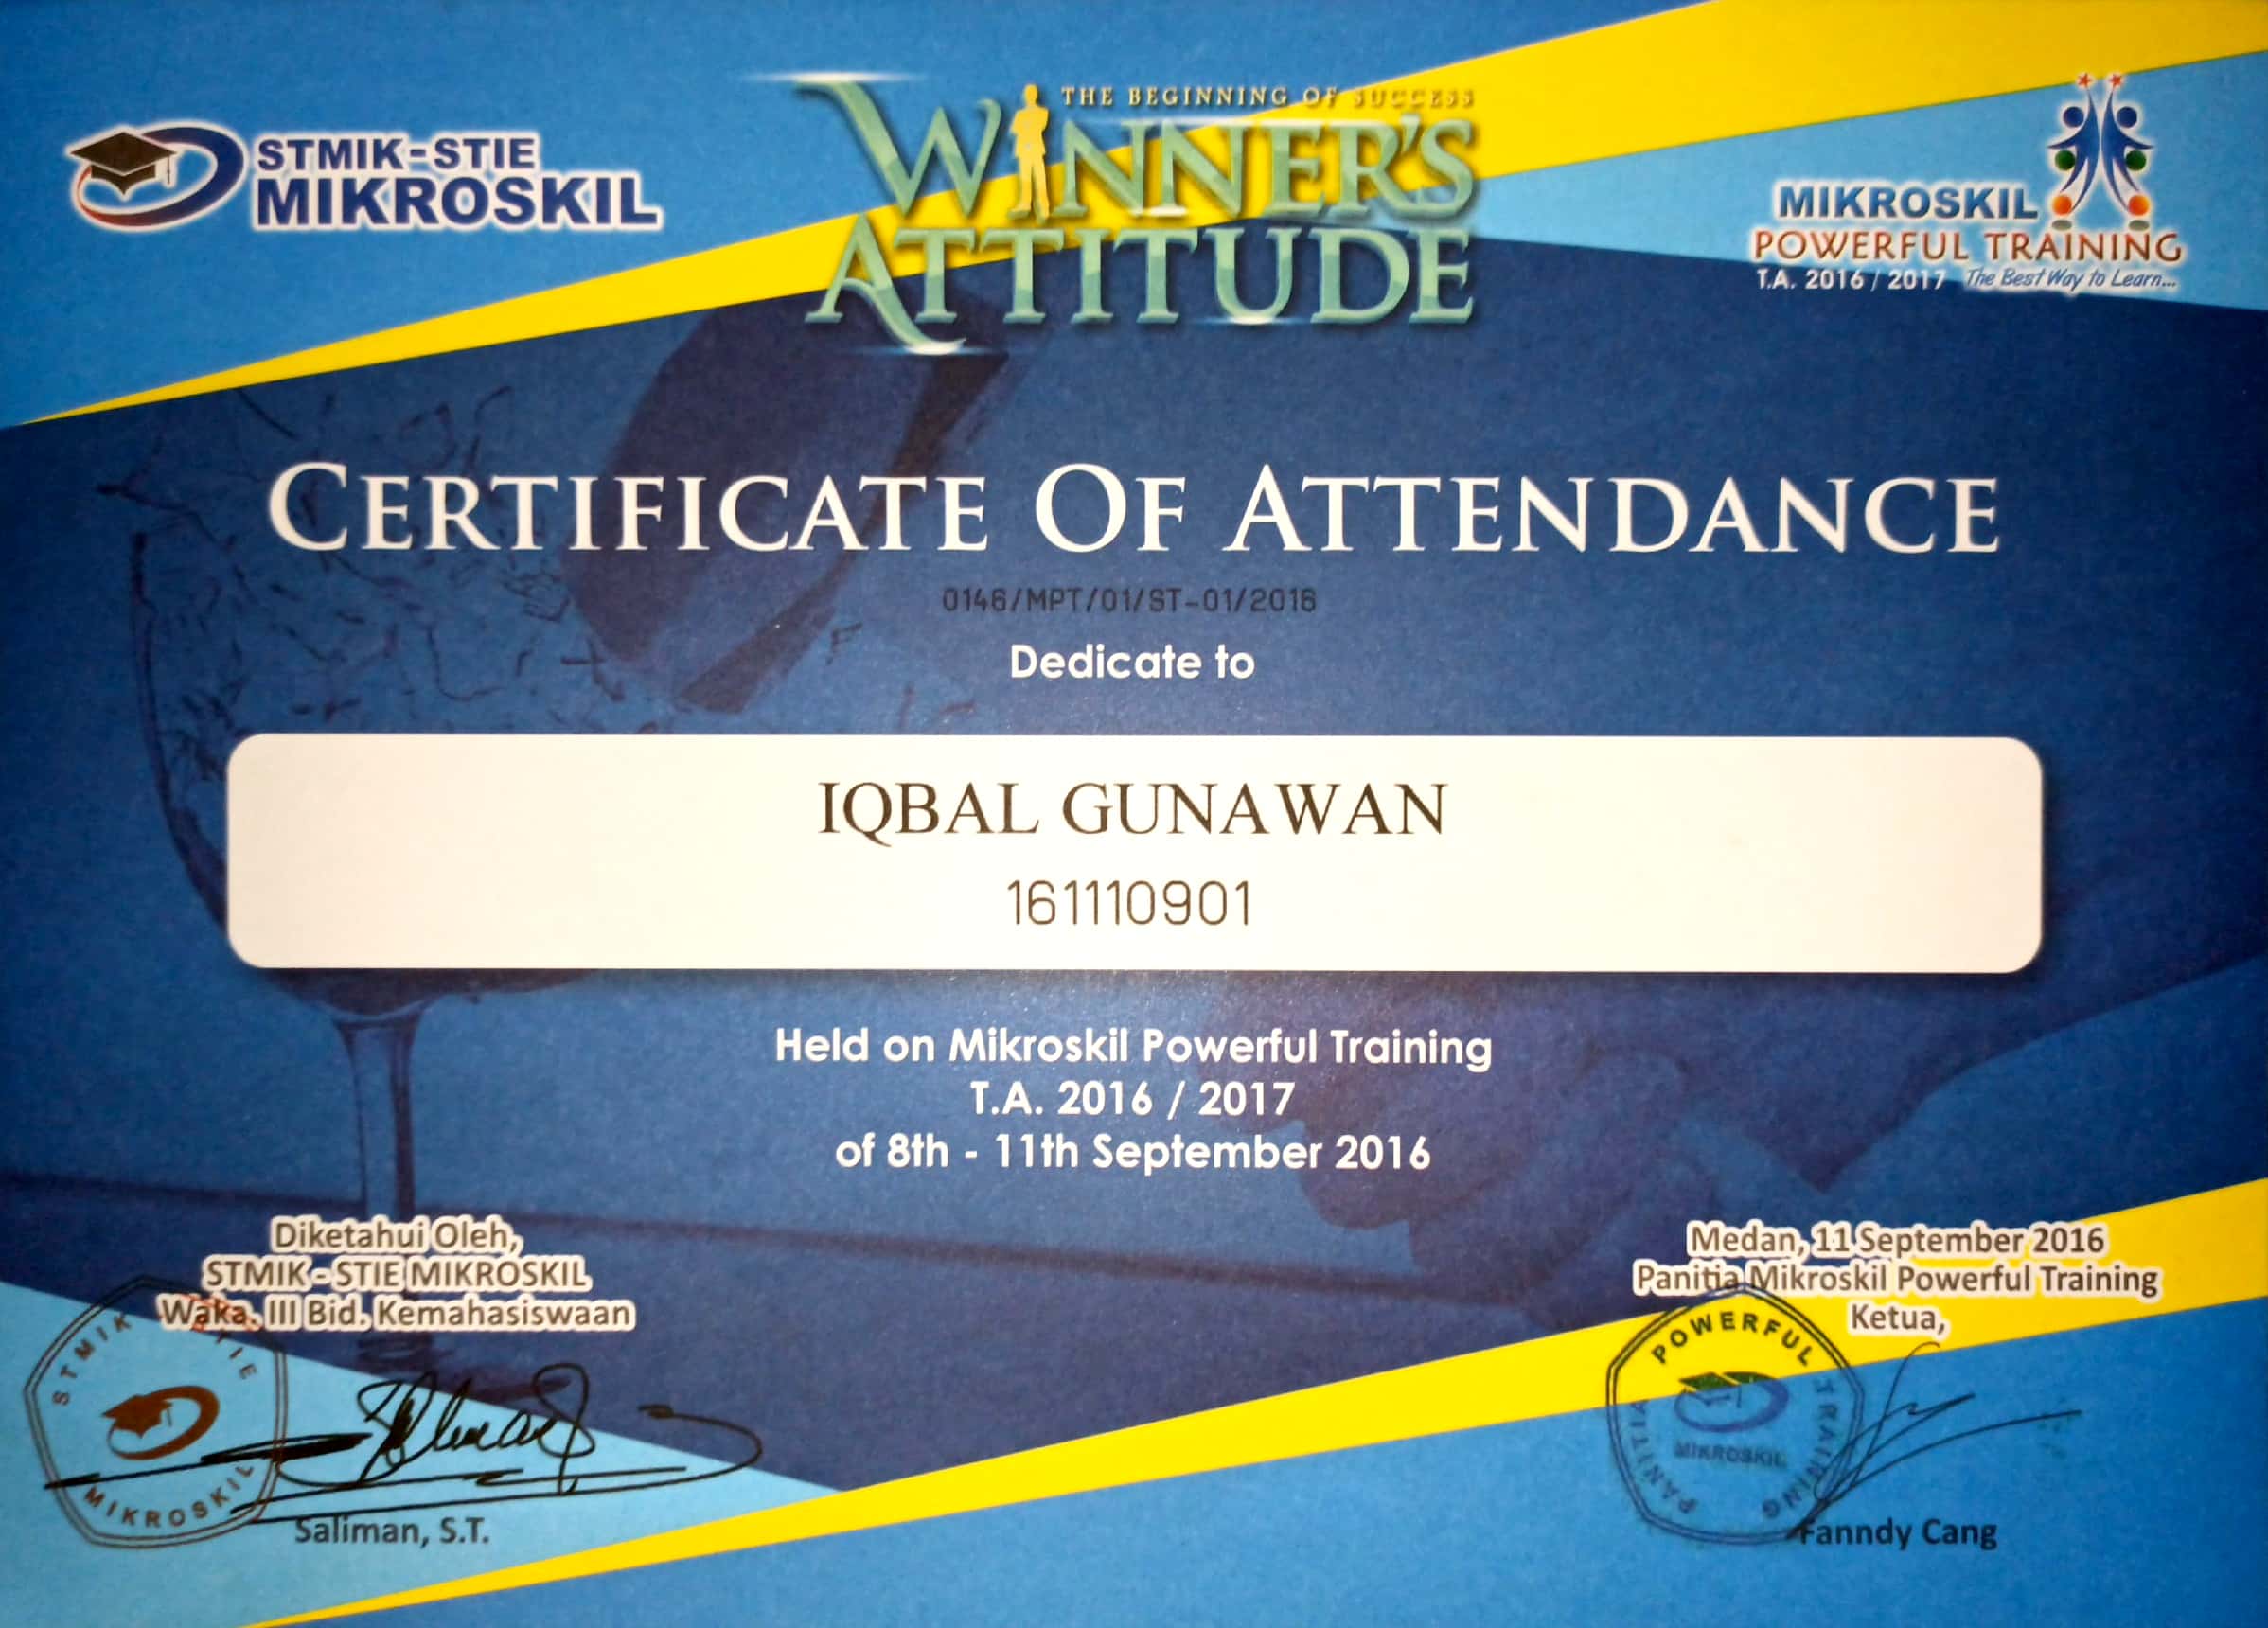 STMIK-STIE
MIKROSKIL
THE BEGINNING OF SUCCESS
WINNER'S
ATTITUDE
MIKROSKIL
POWERFUL TRAINING
T.A. 2016 / 2017 The Best Way to Learn...
CERTIFICATE OF ATTENDANCE
0146/MPT/01/ST-01/2016
Dedicate to
IQBAL GUNAWAN
161110901
Held on Mikroskil Powerful Training
T.A. 2016 / 2017
of 8th - 11th September 2016
Diketahui Oleh,
STMIK - STIE MIKROSKIL
Waka. III Bid. Kemahasiswaan
STMIK STIE
MIKROSKIL
Saliman, S.T.
Medan, 11 September 2016
Panitia Mikroskil Powerful Training
Ketua,
PANITIA POWERFUL TRAINING
MIKROSKIL
Fanndy Cang